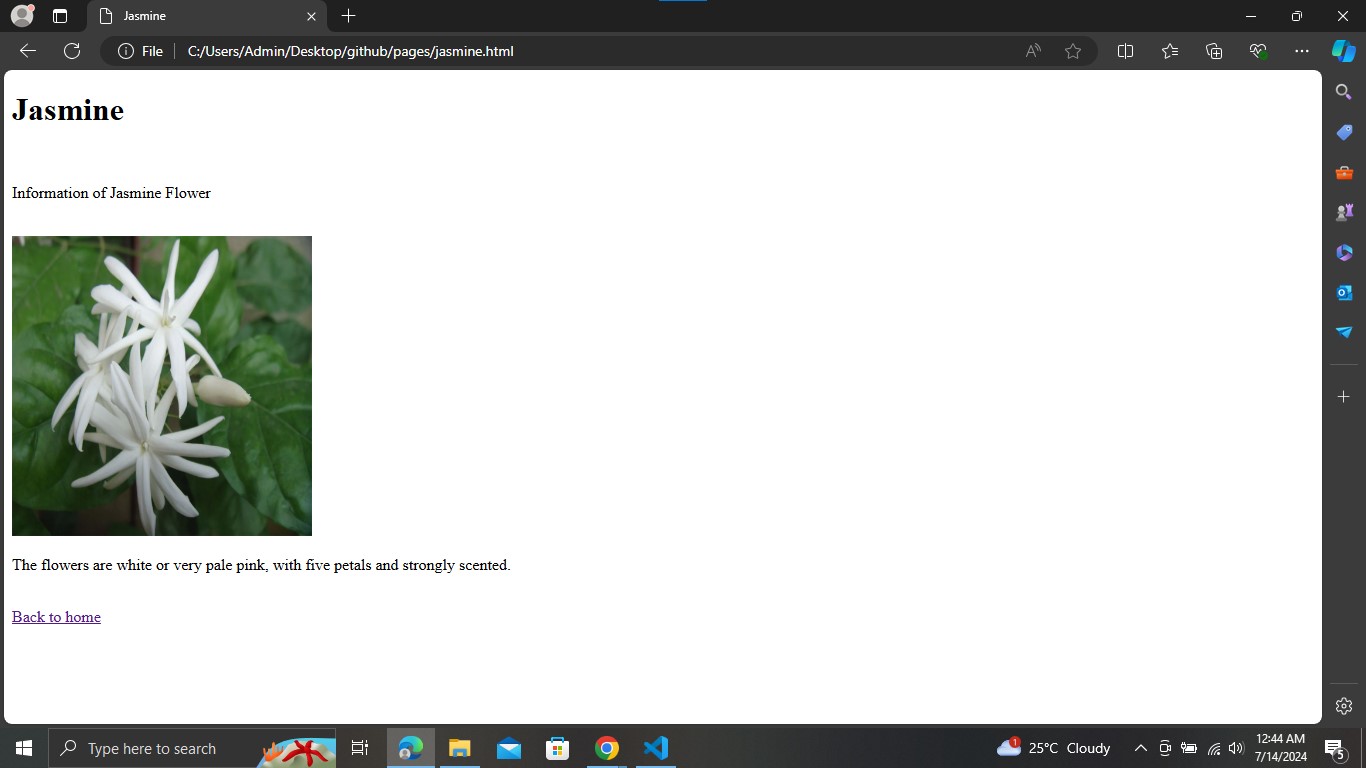 Jasmine
File
C:/Users/Admin/Desktop/github/pages/jasmine.html
Jasmine
Information of Jasmine Flower
The flowers are white or very pale pink, with five petals and strongly scented.
Back to home
Type here to search
1
25°C Cloudy
12:44 AM
7/14/2024
5